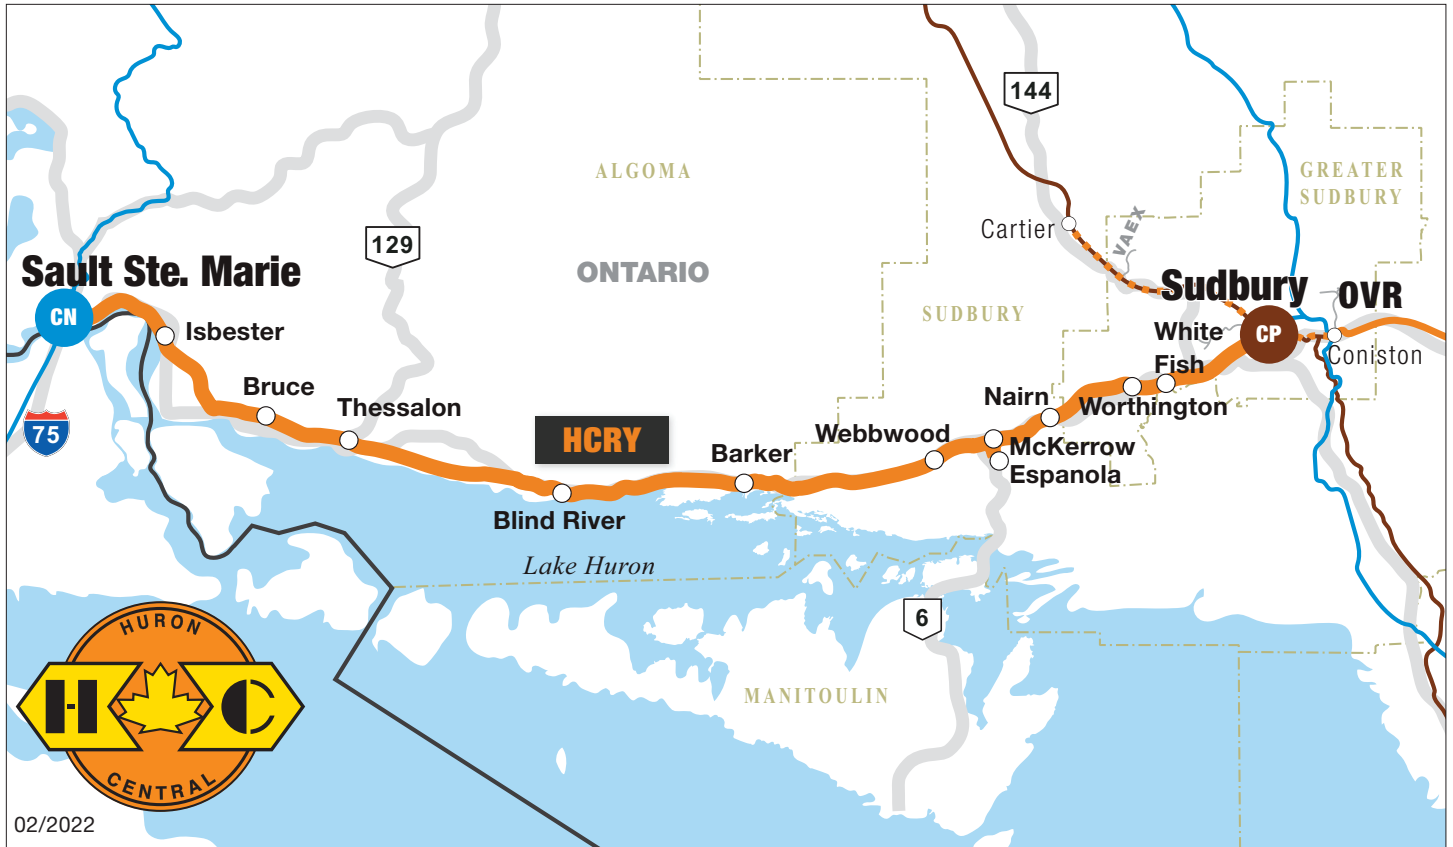 144
ALGOMA
GREATER
SUDBURY
VAEX
Cartier
129
ONTARIO
Sault Ste. Marie
Sudbury
OVR
CN
SUDBURY
White
Fish
CP
Coniston
Isbester
Bruce
Thessalon
Nairn
Worthington
75
HCRY
Webbwood
McKerrow
Barker
Espanola
Blind River
Lake Huron
6
HURON
H C
CENTRAL
MANITOULIN
02/2022